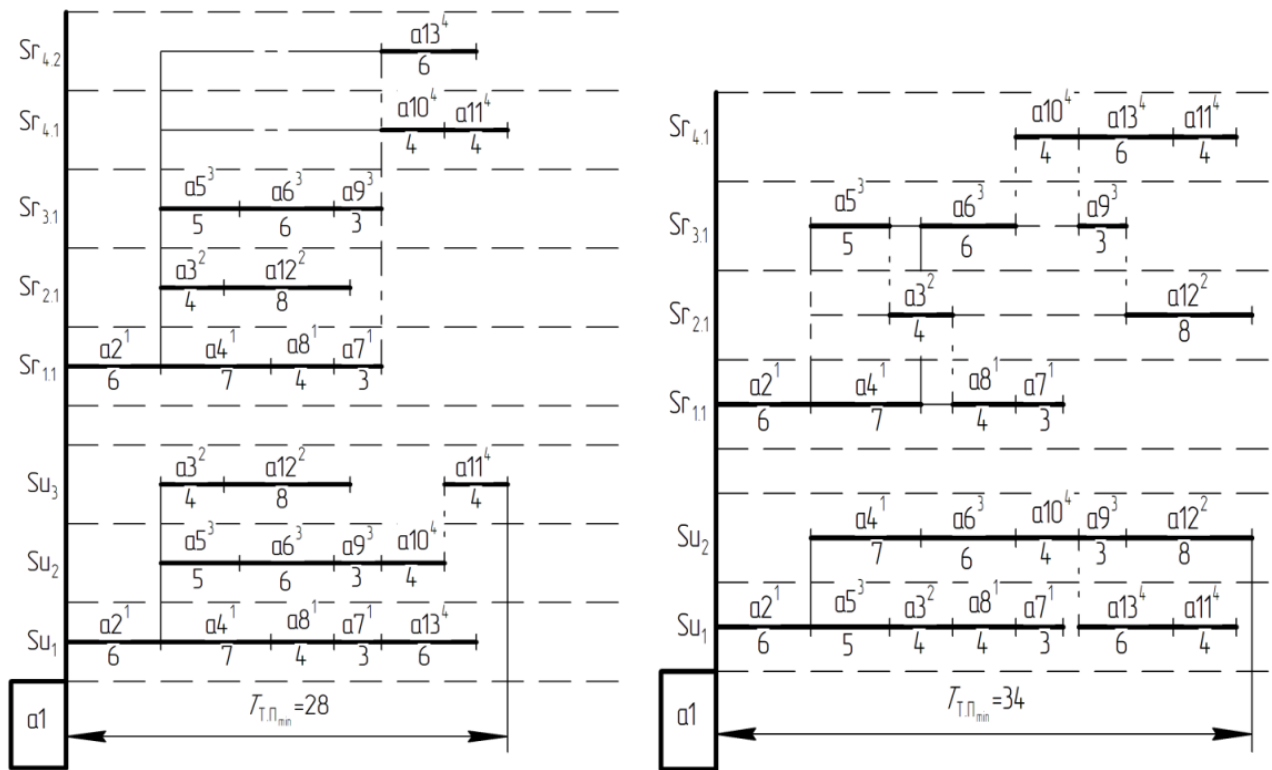 Sr4.2 a13⁴
6
Sr4.1 a10⁴ a11⁴
4 4
Sr3.1 a5³ a6³ a9³
5 6 3
Sr2.1 a3² a12²
4 8
Sr1.1 a2¹ a4¹ a8¹ a7¹
6 7 4 3
Su3 a3² a12² a11⁴
4 8 4
Su2 a5³ a6³ a9³ a10⁴
5 6 3 4
Su1 a2¹ a4¹ a8¹ a7¹ a13⁴
6 7 4 3 6
a1 Tт.пmin=28
Sr4.1 a10⁴ a13⁴ a11⁴
4 6 4
Sr3.1 a5³ a6³ a9³
5 6 3
Sr2.1 a3² a12²
4 8
Sr1.1 a2¹ a4¹ a8¹ a7¹
6 7 4 3
Su2 a4¹ a6³ a10⁴ a9³ a12²
7 6 4 3 8
Su1 a2¹ a5³ a3² a8¹ a7¹ a13⁴ a11⁴
6 5 4 4 3 6 4
a1 Tт.пmin=34